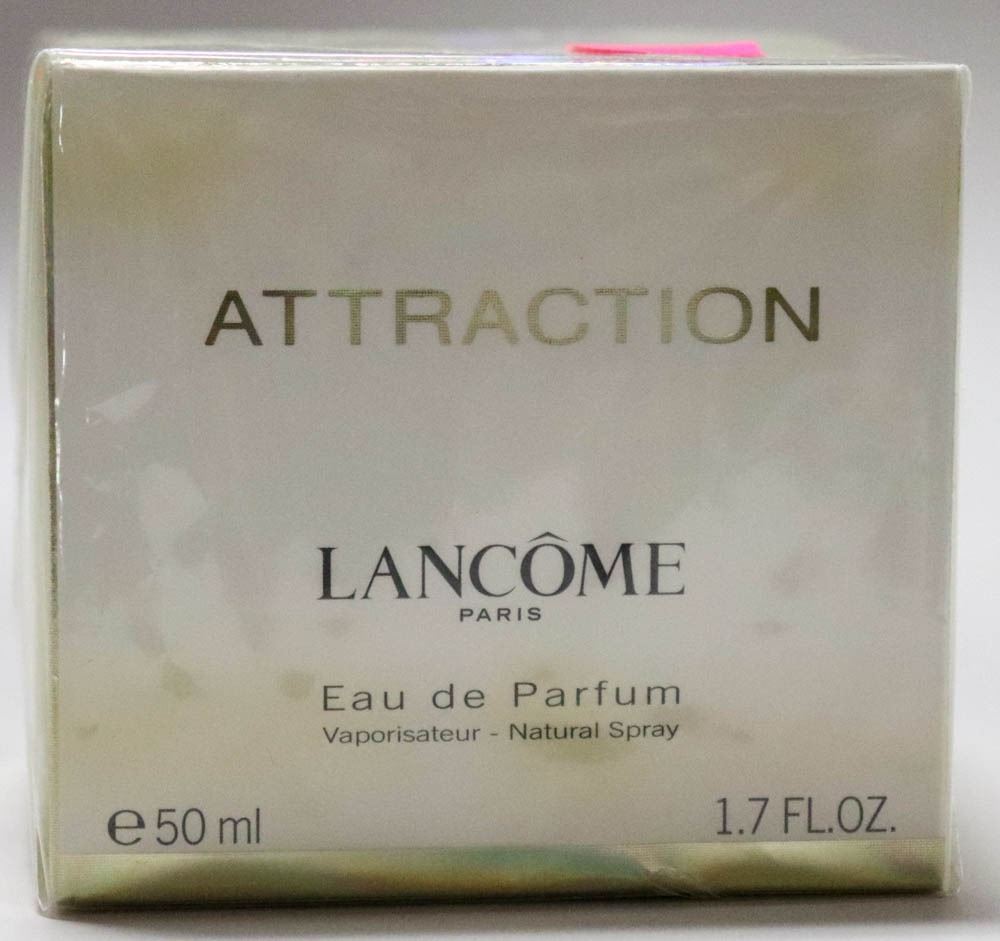 ATTRACTION
LANCÔME
PARIS
Eau de Parfum
Vaporisateur - Natural Spray
℮ 50 ml
1.7 FL.OZ.